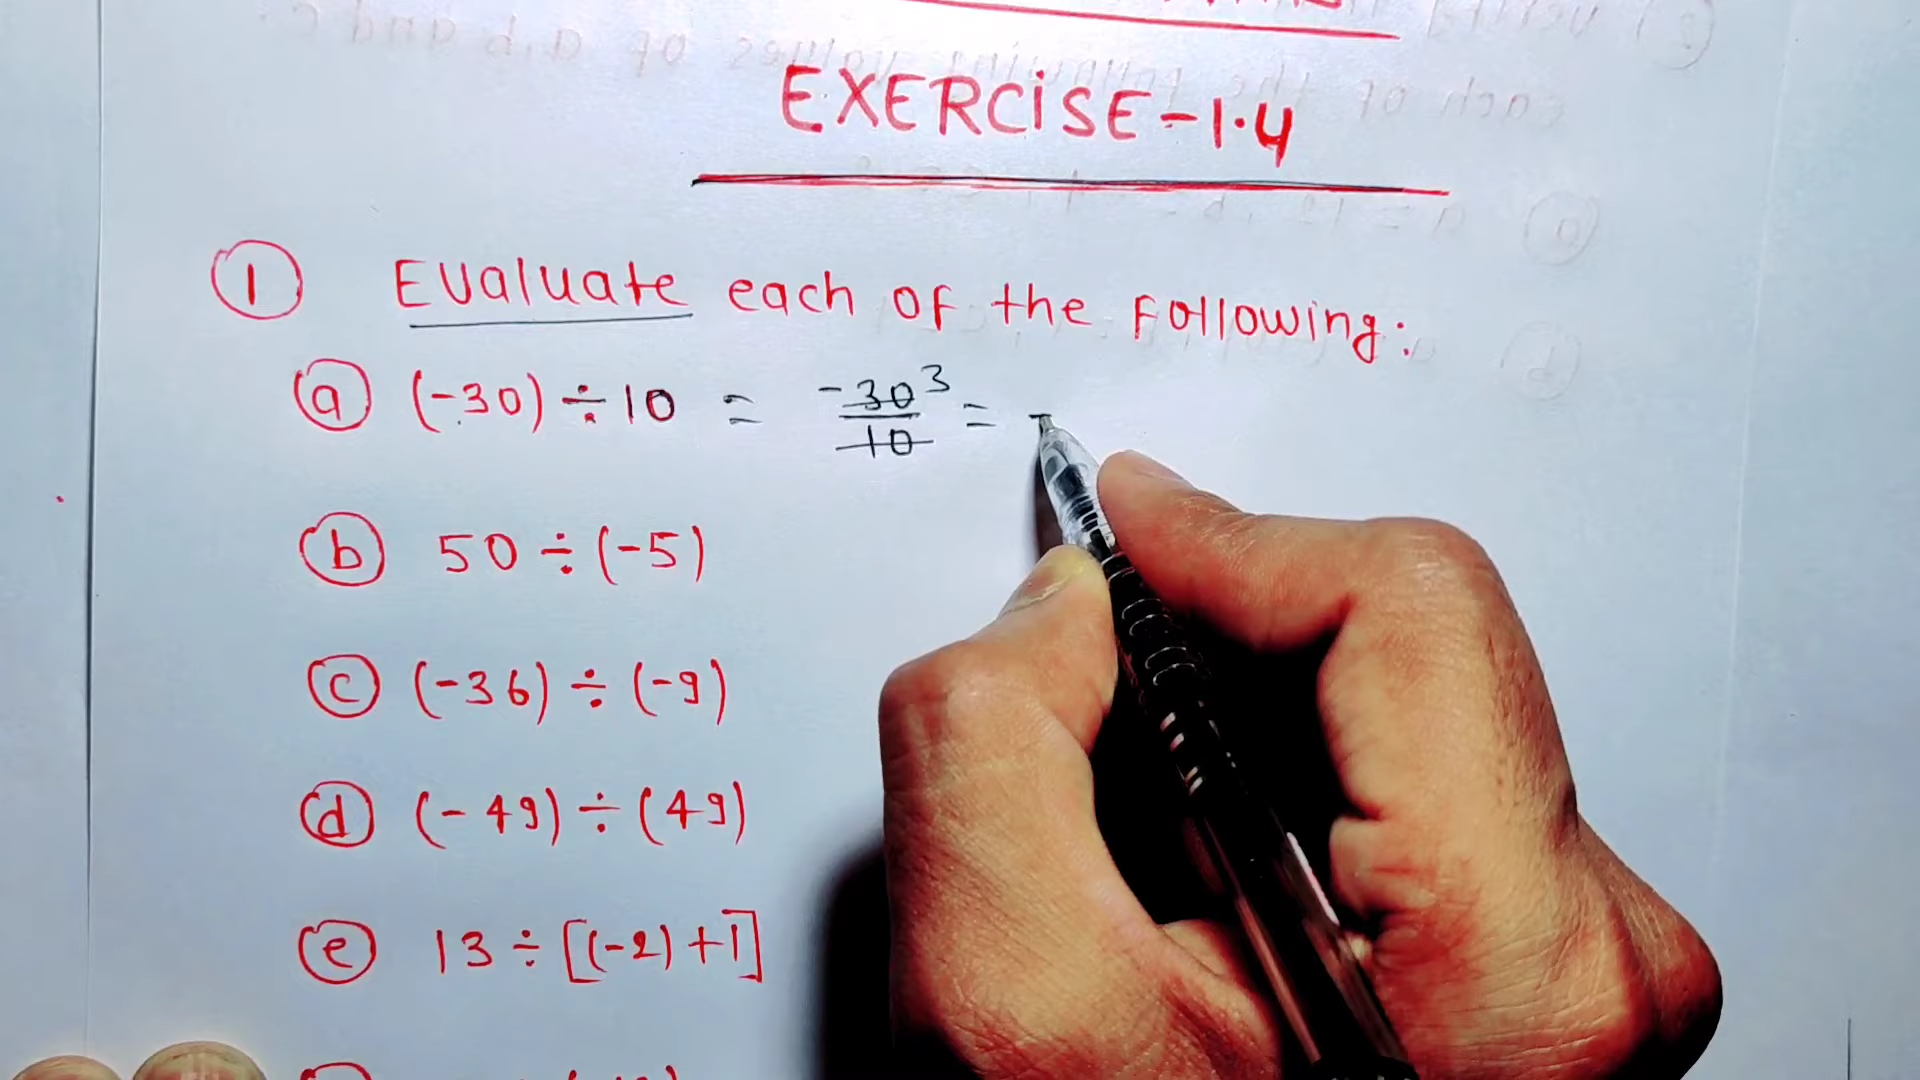 EXERCISE-1.4
1 Evaluate each of the following:
a (-30) ÷ 10 = -30 3 / 10 = -
b 50 ÷ (-5)
c (-36) ÷ (-9)
d (-49) ÷ (49)
e 13 ÷ [(-2) +1]